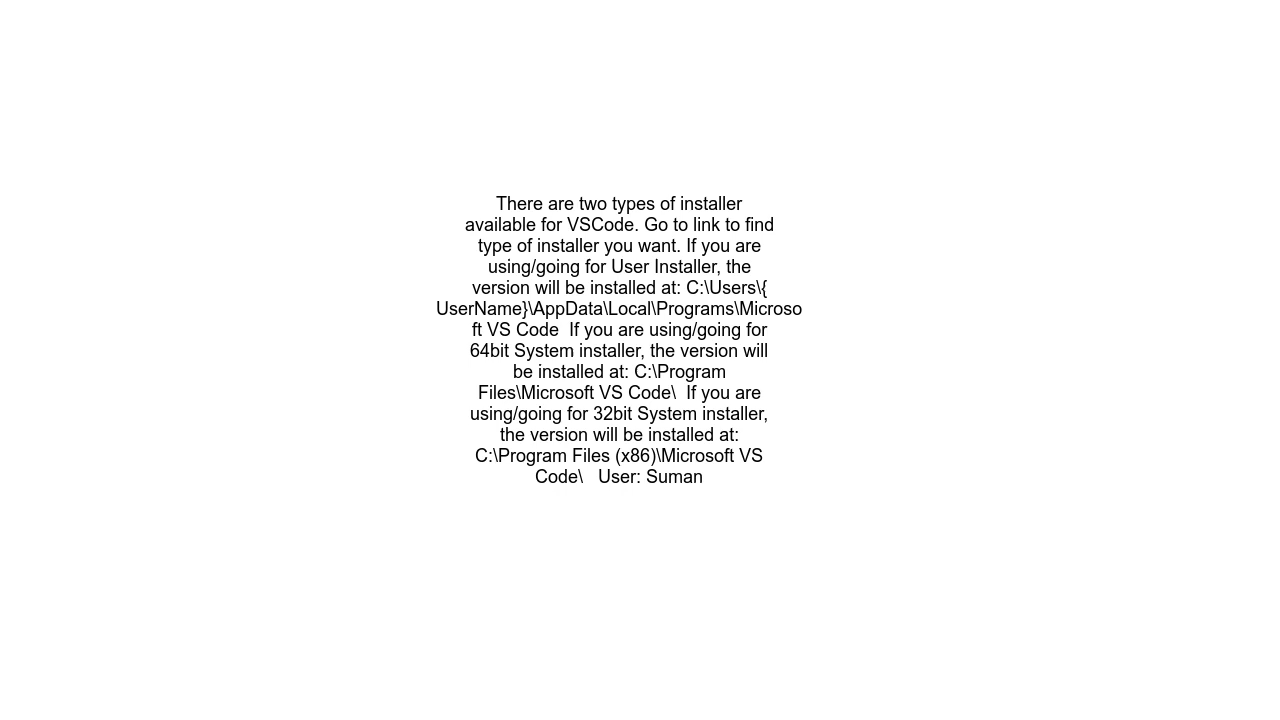 There are two types of installer
available for VSCode. Go to link to find
type of installer you want. If you are
using/going for User Installer, the
version will be installed at: C:\Users\{
UserName}\AppData\Local\Programs\Microso
ft VS Code  If you are using/going for
64bit System installer, the version will
be installed at: C:\Program
Files\Microsoft VS Code\  If you are
using/going for 32bit System installer,
the version will be installed at:
C:\Program Files (x86)\Microsoft VS
Code\   User: Suman